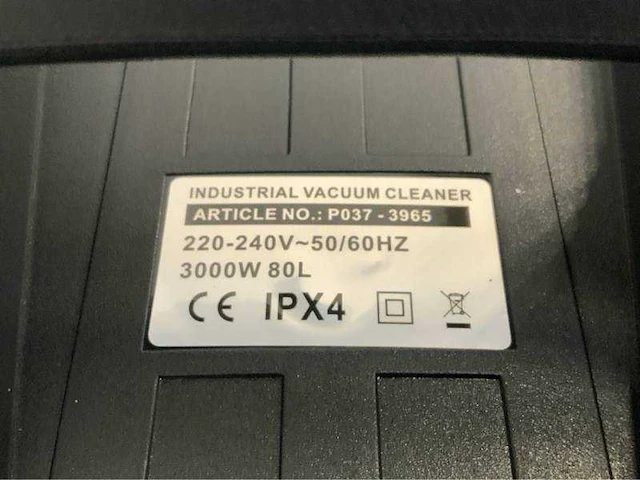 INDUSTRIAL VACUUM CLEANER
ARTICLE NO.: P037 - 3965
220-240V~50/60HZ
3000W 80L
CE IPX4